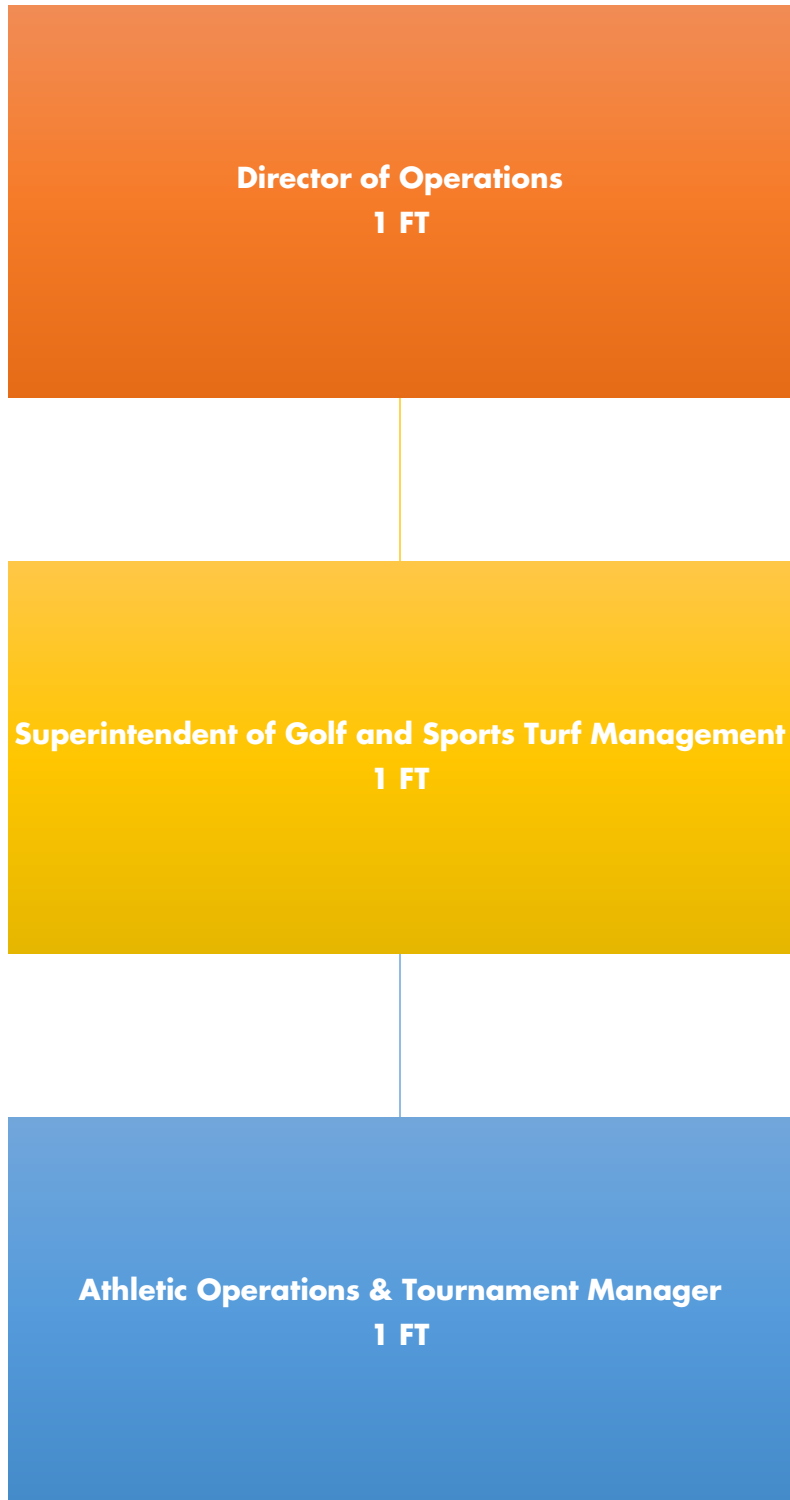 Director of Operations
1 FT
Superintendent of Golf and Sports Turf Management
1 FT
Athletic Operations & Tournament Manager
1 FT